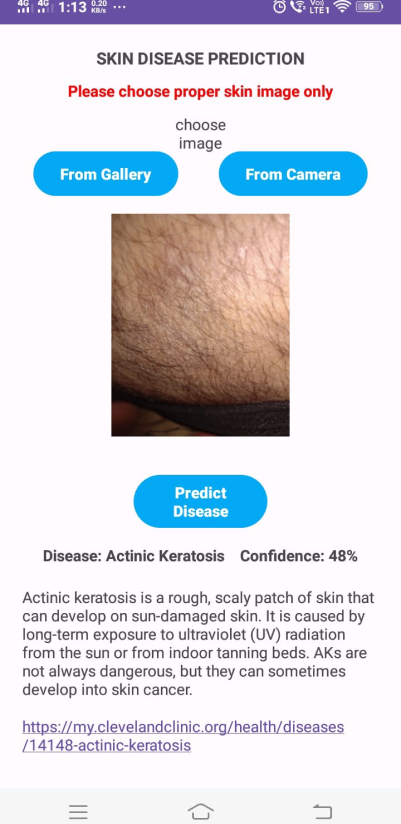 4G 4G 1:13 0.20 KB/s ... Vo) LTE1 95
SKIN DISEASE PREDICTION
Please choose proper skin image only
choose
image
From Gallery From Camera
Predict
Disease
Disease: Actinic Keratosis Confidence: 48%
Actinic keratosis is a rough, scaly patch of skin that
can develop on sun-damaged skin. It is caused by
long-term exposure to ultraviolet (UV) radiation
from the sun or from indoor tanning beds. AKs are
not always dangerous, but they can sometimes
develop into skin cancer.
https://my.clevelandclinic.org/health/diseases
/14148-actinic-keratosis